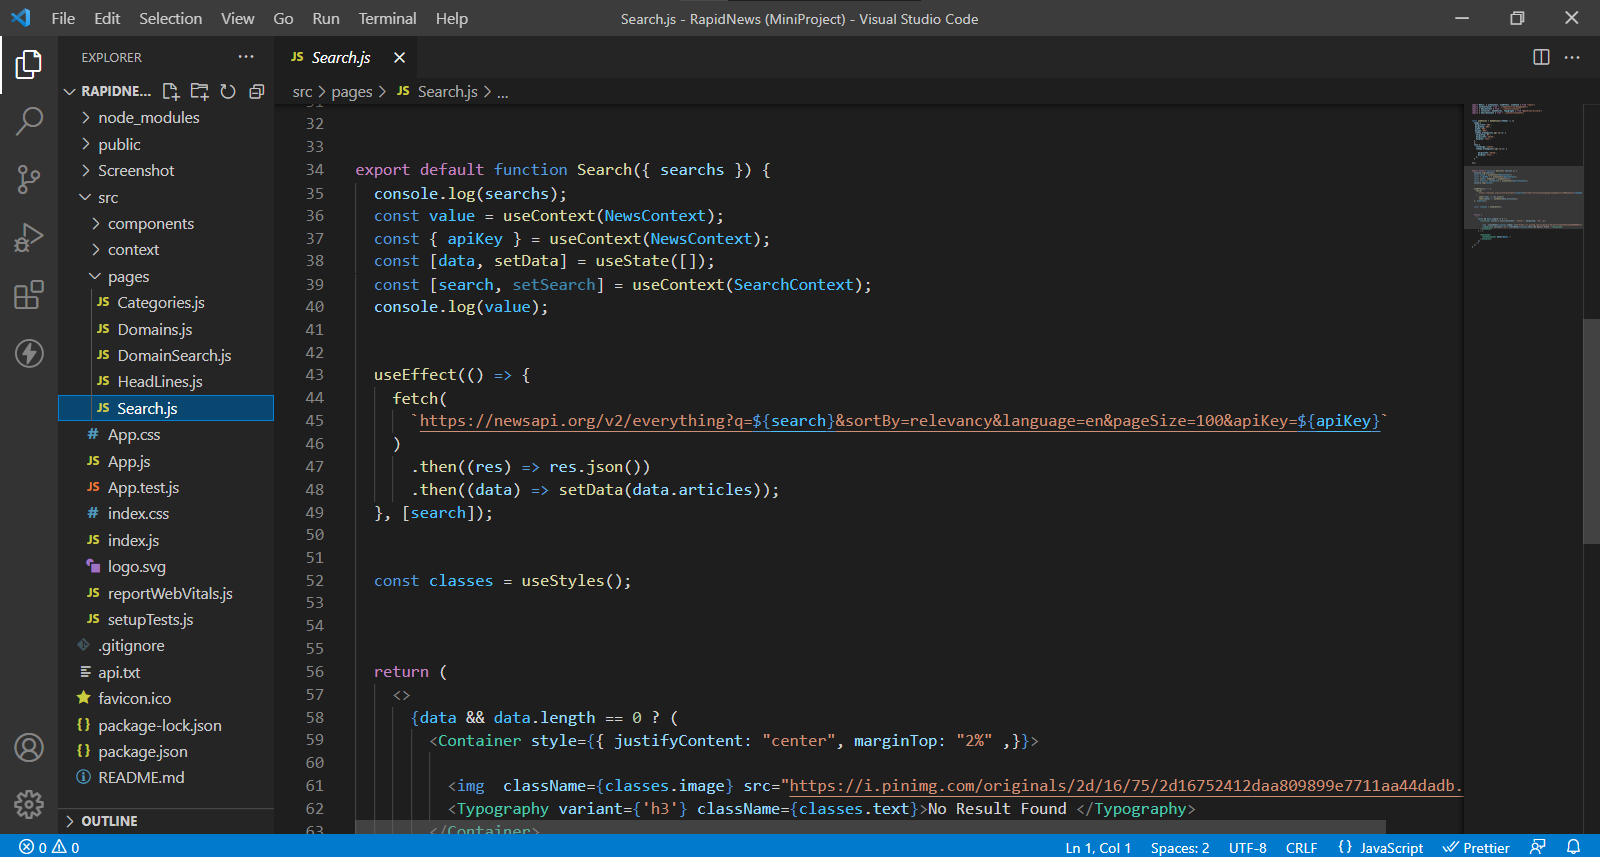 File Edit Selection View Go Run Terminal Help
Search.js - RapidNews (MiniProject) - Visual Studio Code
EXPLORER
RAPIDNE...
node_modules
public
Screenshot
src
components
context
pages
JS Categories.js
JS Domains.js
JS DomainSearch.js
JS HeadLines.js
JS Search.js
# App.css
JS App.js
JS App.test.js
# index.css
JS index.js
logo.svg
JS reportWebVitals.js
JS setupTests.js
.gitignore
api.txt
favicon.ico
{} package-lock.json
{} package.json
README.md
OUTLINE
JS Search.js
src > pages > JS Search.js > ...
31
32
33
34 export default function Search({ searchs }) {
35 console.log(searchs);
36 const value = useContext(NewsContext);
37 const { apiKey } = useContext(NewsContext);
38 const [data, setData] = useState([]);
39 const [search, setSearch] = useContext(SearchContext);
40 console.log(value);
41
42
43 useEffect(() => {
44 fetch(
45 `https://newsapi.org/v2/everything?q=${search}&sortBy=relevancy&language=en&pageSize=100&apiKey=${apiKey}`
46 )
47 .then((res) => res.json())
48 .then((data) => setData(data.articles));
49 }, [search]);
50
51
52 const classes = useStyles();
53
54
55
56 return (
57 <>
58 {data && data.length == 0 ? (
59 <Container style={{ justifyContent: "center", marginTop: "2%" ,}}>
60
61 <img className={classes.image} src="https://i.pinimg.com/originals/2d/16/75/2d16752412daa809899e7711aa44dadb.
62 <Typography variant={'h3'} className={classes.text}>No Result Found </Typography>
63 </Container>
0 0
Ln 1, Col 1 Spaces: 2 UTF-8 CRLF {} JavaScript Prettier